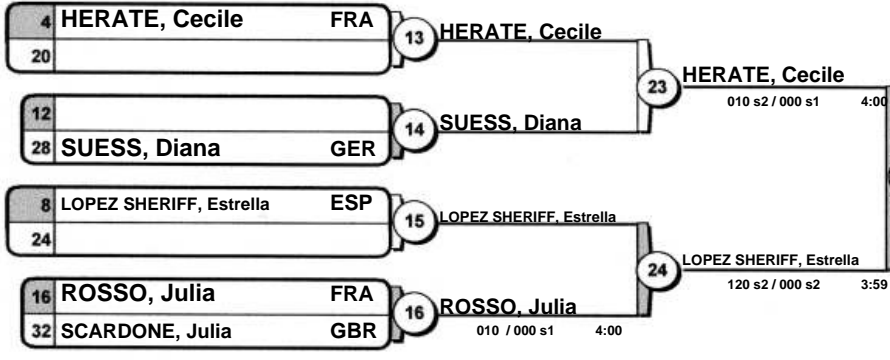 4 HERATE, Cecile FRA
20
13 HERATE, Cecile
12
28 SUESS, Diana GER
14 SUESS, Diana
23 HERATE, Cecile
010 s2 / 000 s1 4:00
8 LOPEZ SHERIFF, Estrella ESP
24
15 LOPEZ SHERIFF, Estrella
16 ROSSO, Julia FRA
32 SCARDONE, Julia GBR
16 ROSSO, Julia
010 / 000 s1 4:00
24 LOPEZ SHERIFF, Estrella
120 s2 / 000 s2 3:59